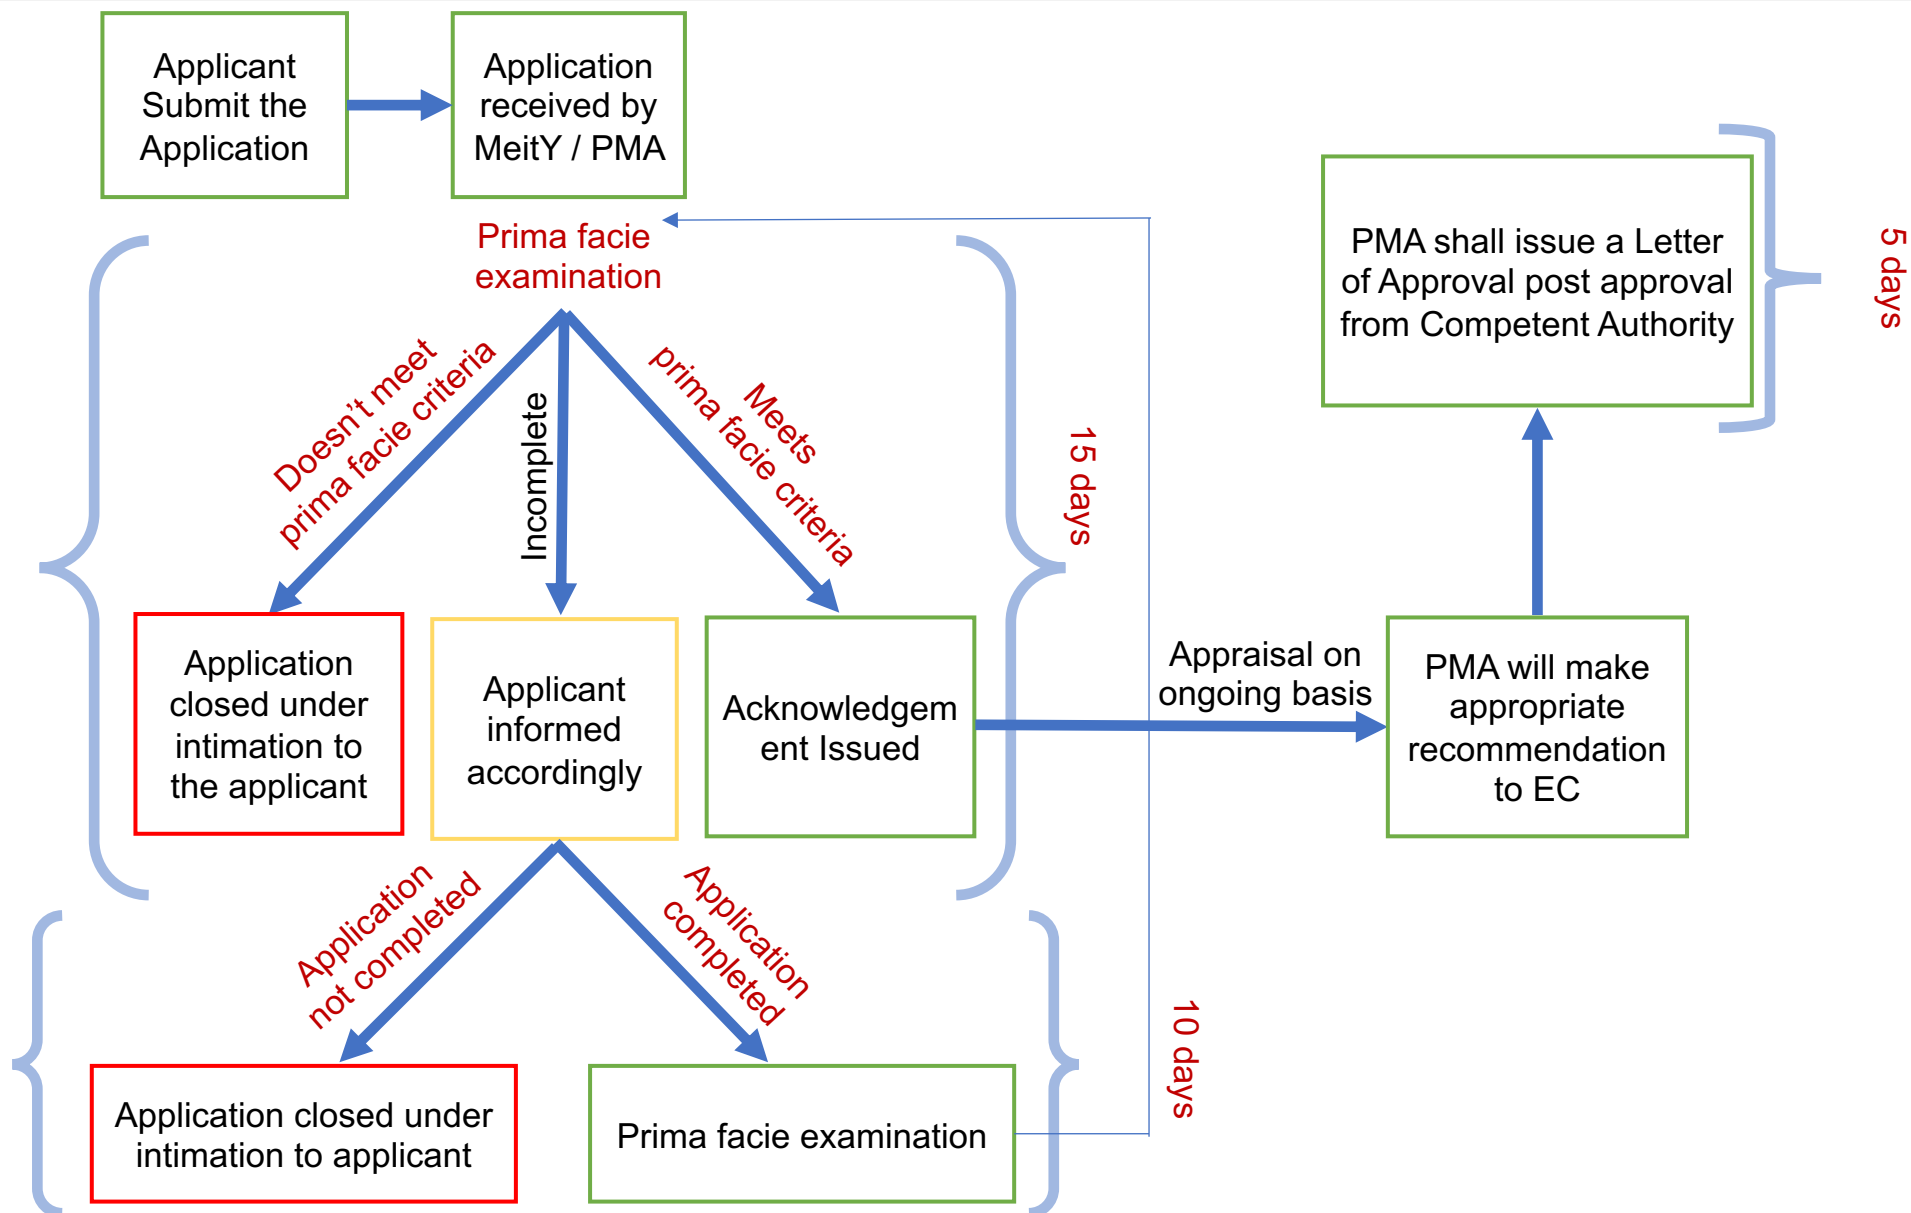 Applicant
Submit the
Application
Application
received by
MeitY / PMA
Prima facie
examination
Doesn't meet
prima facie criteria
Incomplete
Meets
prima facie criteria
15 days
Application
closed under
intimation to
the applicant
Applicant
informed
accordingly
Acknowledgem
ent Issued
Appraisal on
ongoing basis
PMA will make
appropriate
recommendation
to EC
PMA shall issue a Letter
of Approval post approval
from Competent Authority
5 days
Application
not completed
Application
completed
10 days
Application closed under
intimation to applicant
Prima facie examination